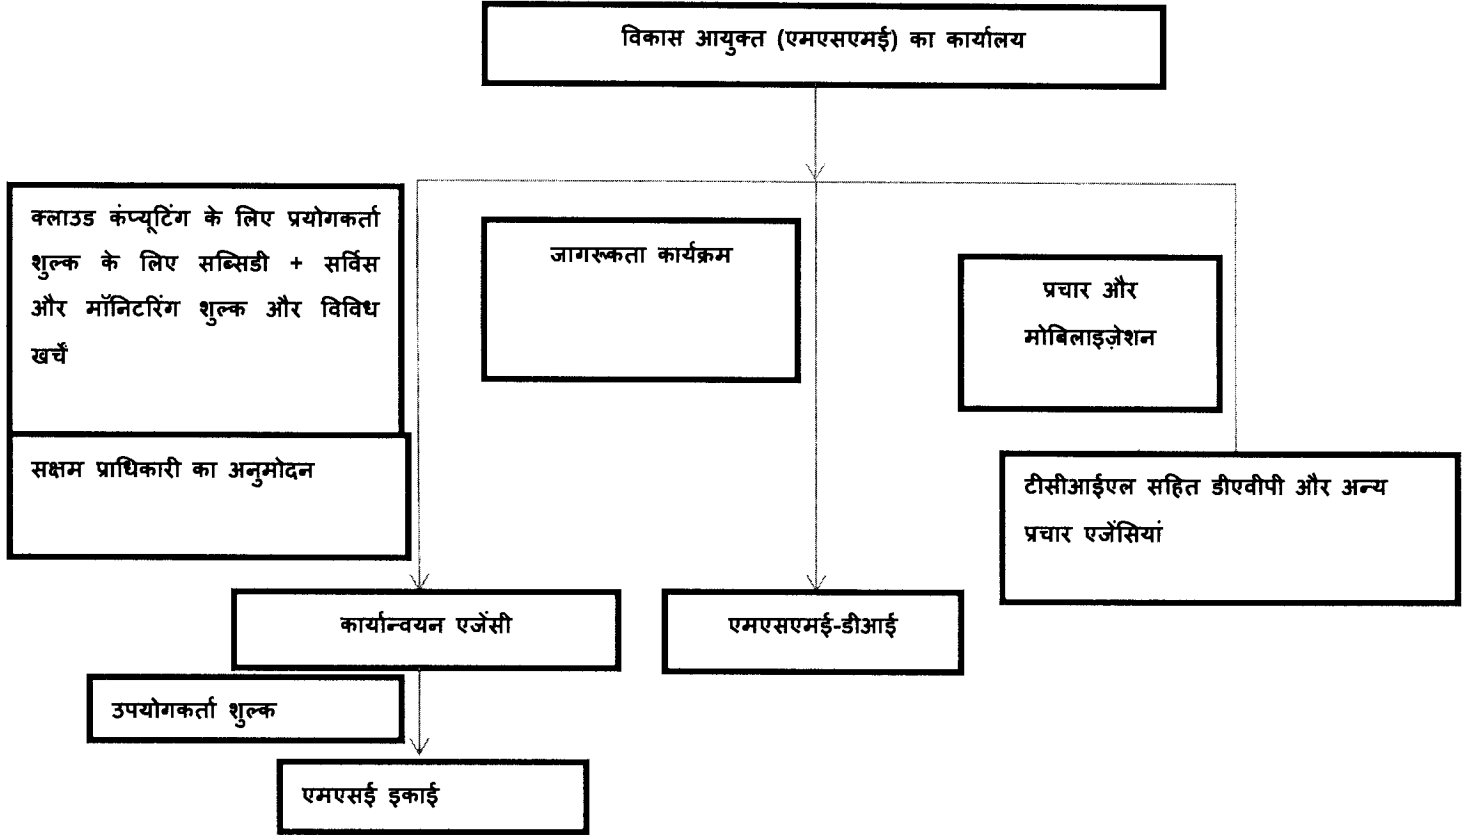 विकास आयुक्त (एमएसएमई) का कार्यालय
क्लाउड कंप्यूटिंग के लिए प्रयोगकर्ता
शुल्क के लिए सब्सिडी + सर्विस
और मॉनिटरिंग शुल्क और विविध
खर्चें
जागरूकता कार्यक्रम
प्रचार और
मोबिलाइज़ेशन
सक्षम प्राधिकारी का अनुमोदन
टीसीआईएल सहित डीएवीपी और अन्य
प्रचार एजेंसियां
कार्यान्वयन एजेंसी
एमएसएमई-डीआई
उपयोगकर्ता शुल्क
एमएसई इकाई